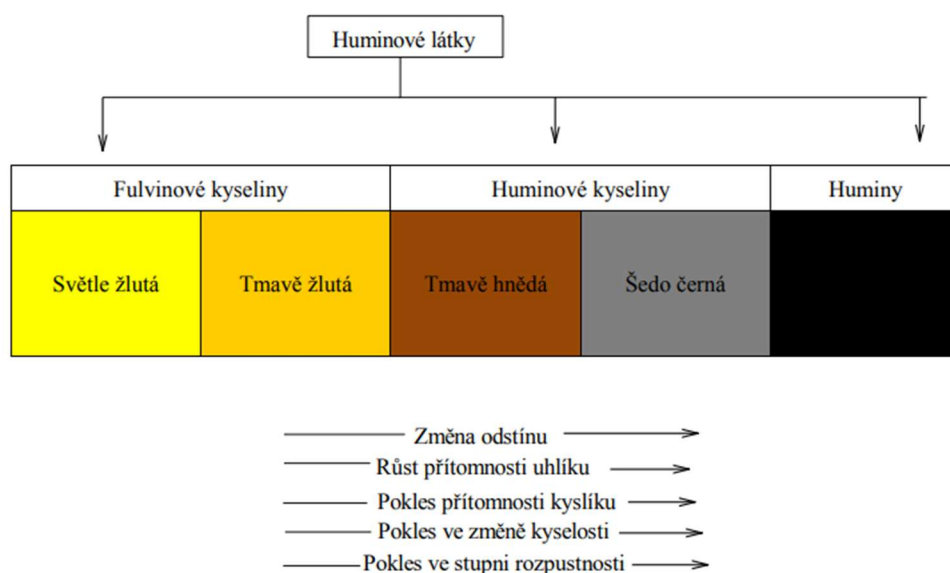 Huminové látky
Fulvinové kyseliny
Huminové kyseliny
Huminy
Světle žlutá
Tmavě žlutá
Tmavě hnědá
Šedo černá
Změna odstínu
Růst přítomnosti uhlíku
Pokles přítomnosti kyslíku
Pokles ve změně kyselosti
Pokles ve stupni rozpustnosti